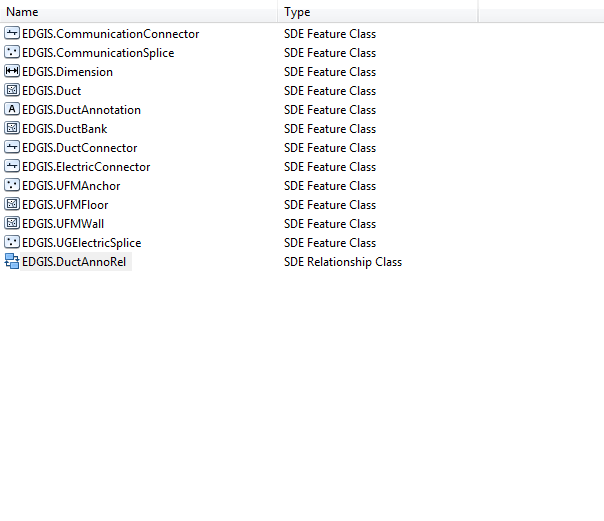 Name Type
EDGIS.CommunicationConnector SDE Feature Class
EDGIS.CommunicationSplice SDE Feature Class
EDGIS.Dimension SDE Feature Class
EDGIS.Duct SDE Feature Class
A EDGIS.DuctAnnotation SDE Feature Class
EDGIS.DuctBank SDE Feature Class
EDGIS.DuctConnector SDE Feature Class
EDGIS.ElectricConnector SDE Feature Class
EDGIS.UFMAnchor SDE Feature Class
EDGIS.UFMFloor SDE Feature Class
EDGIS.UFMWall SDE Feature Class
EDGIS.UGElectricSplice SDE Feature Class
EDGIS.DuctAnnoRel SDE Relationship Class